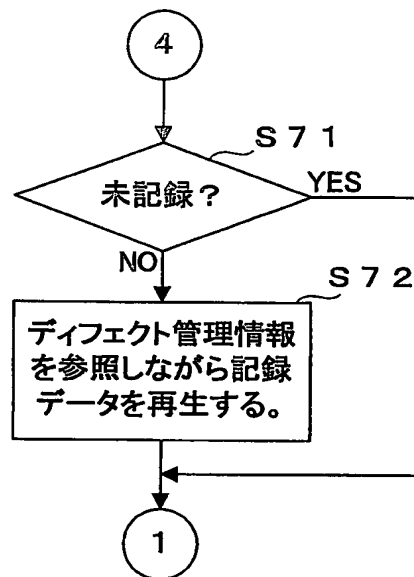 4
S71
未記録？
YES
NO
S72
ディフェクト管理情報
を参照しながら記録
データを再生する。
1